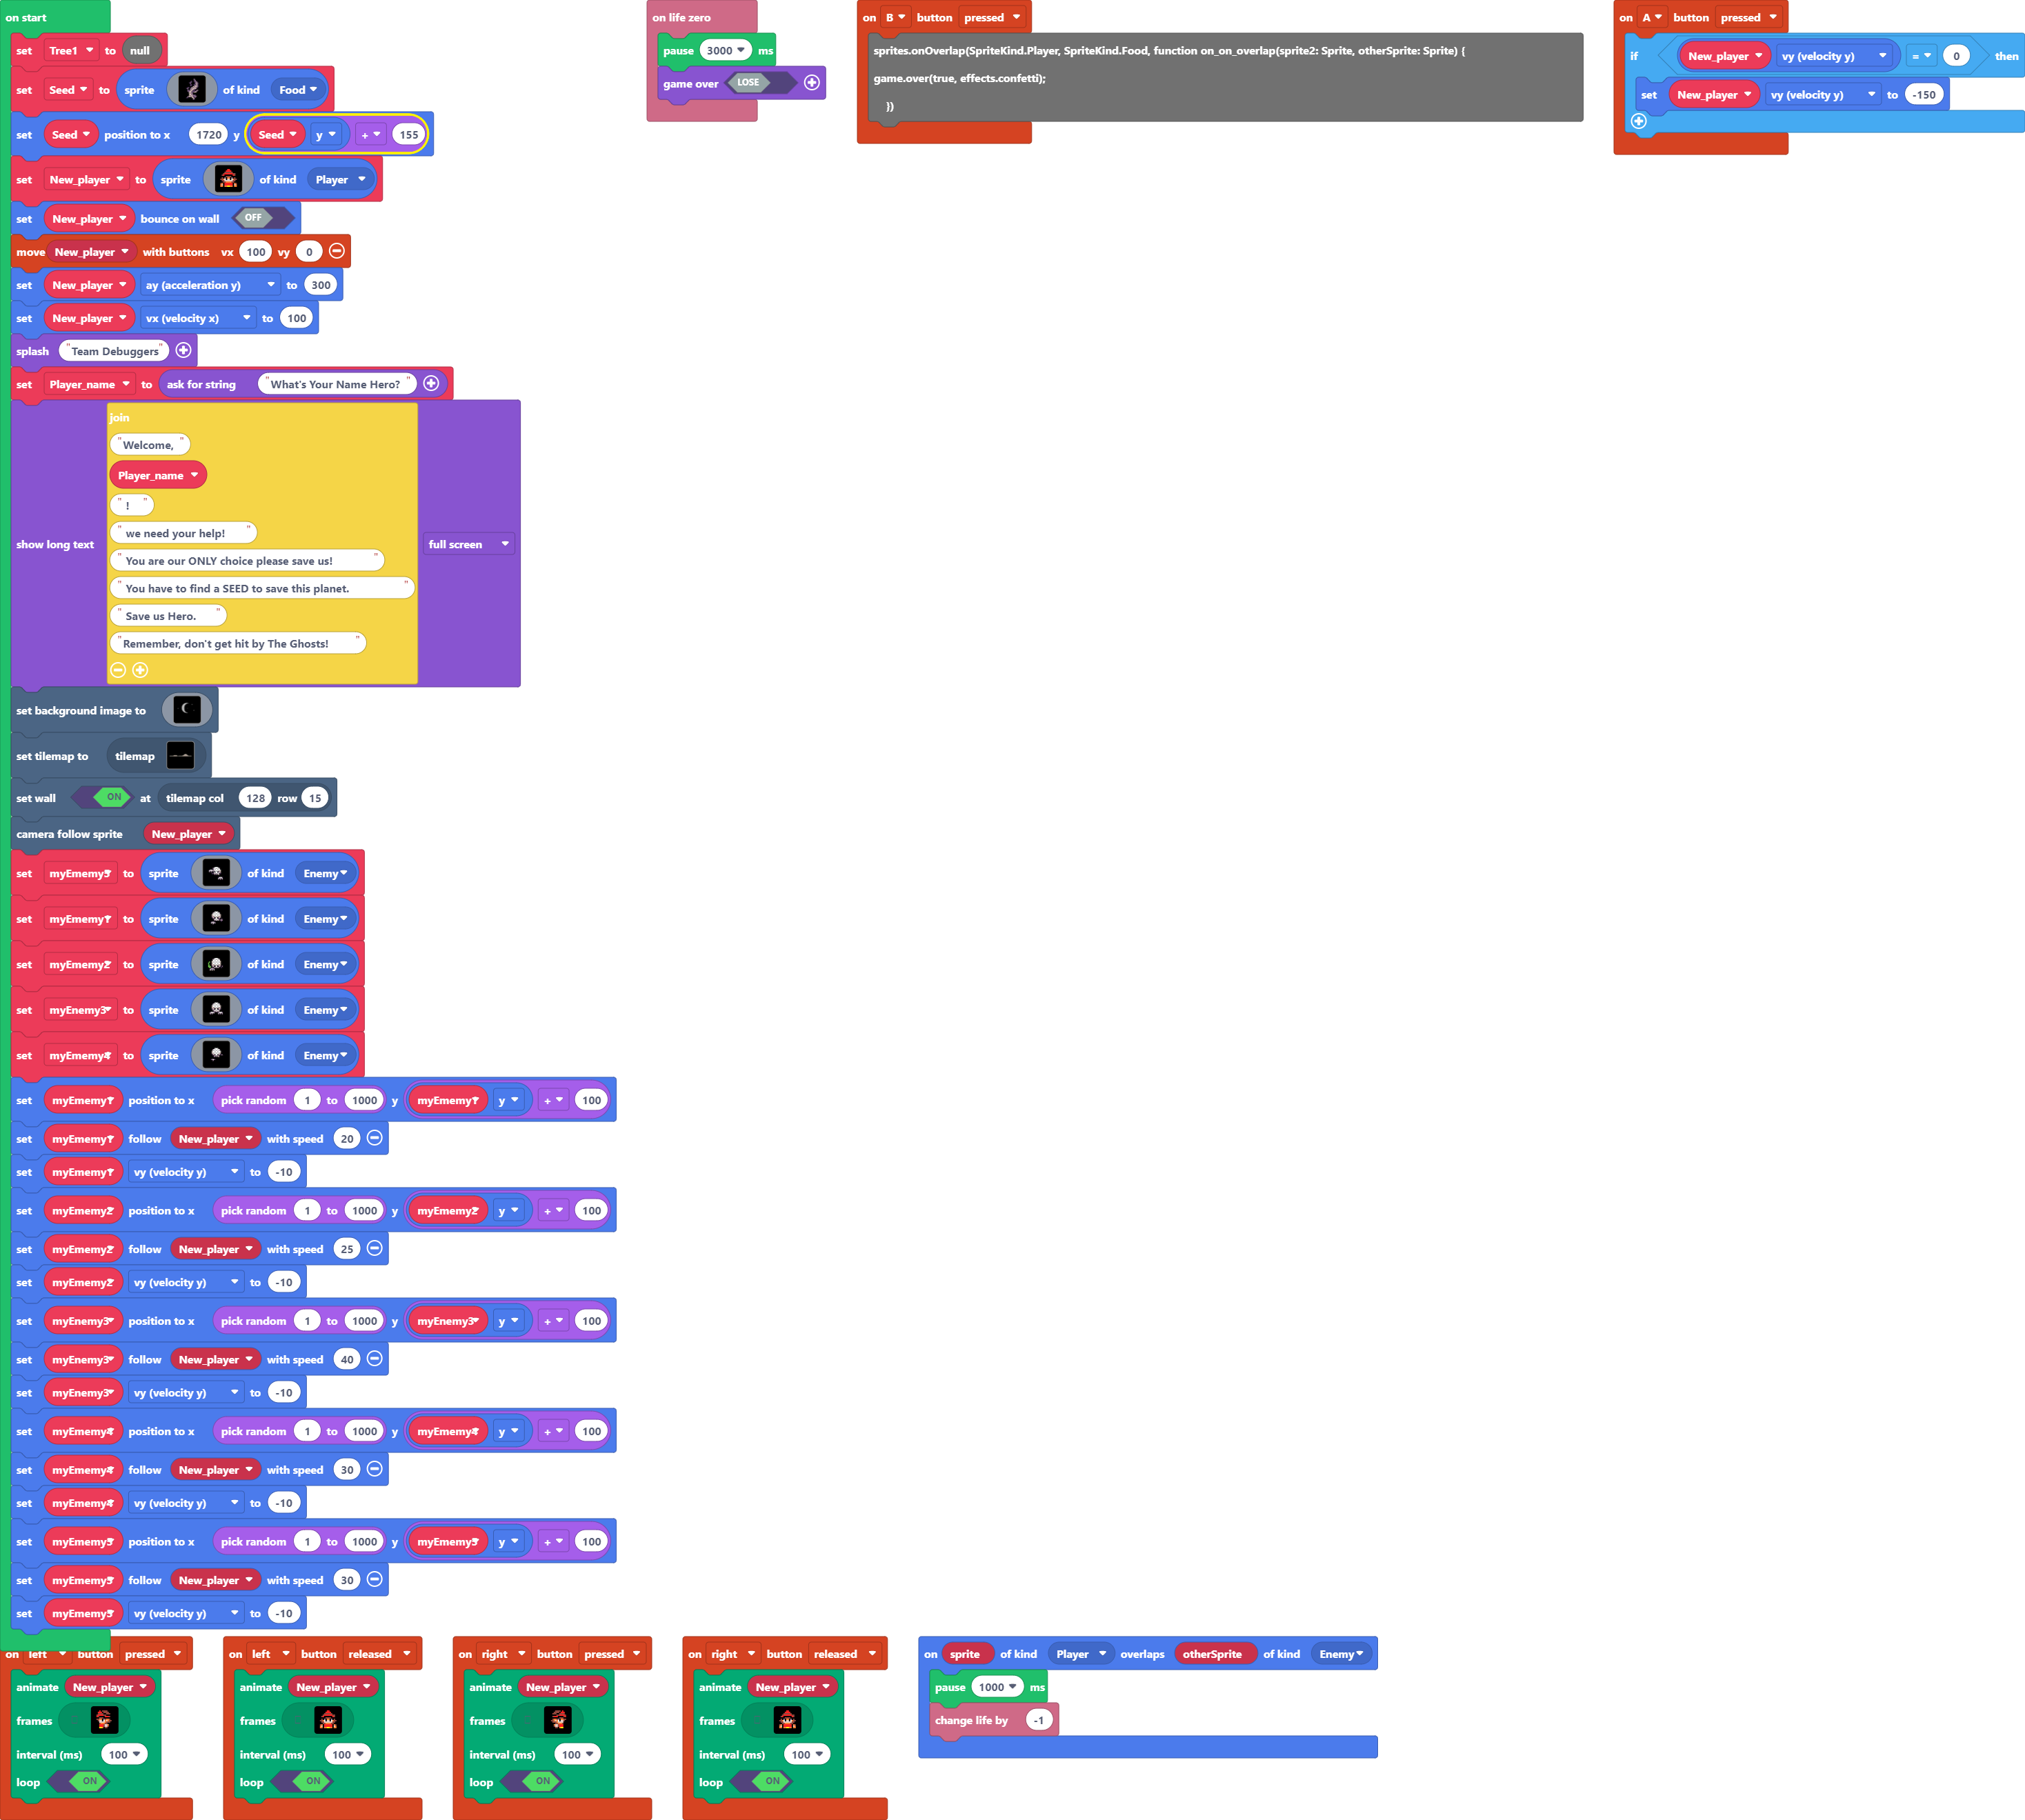 on start
set Tree1 to null
set Seed to sprite of kind Food
set Seed position to x 1720 y Seed y + 155
set New_player to sprite of kind Player
set New_player bounce on wall OFF
move New_player with buttons vx 100 vy 0
set New_player ay (acceleration y) to 300
set New_player vx (velocity x) to 100
splash "Team Debuggers"
set Player_name to ask for string "What's Your Name Hero? "
show long text
join
"Welcome, "
Player_name
" ! "
" we need your help! "
" You are our ONLY choice please save us! "
" You have to find a SEED to save this planet. "
" Save us Hero. "
"Remember, don't get hit by The Ghosts! "
full screen
set background image to
set tilemap to tilemap
set wall ON at tilemap col 128 row 15
camera follow sprite New_player
set myEmemy5 to sprite of kind Enemy
set myEmemy1 to sprite of kind Enemy
set myEmemy2 to sprite of kind Enemy
set myEnemy3 to sprite of kind Enemy
set myEmemy4 to sprite of kind Enemy
set myEmemy1 position to x pick random 1 to 1000 y myEmemy1 y + 100
set myEmemy1 follow New_player with speed 20
set myEmemy1 vy (velocity y) to -10
set myEmemy2 position to x pick random 1 to 1000 y myEmemy2 y + 100
set myEmemy2 follow New_player with speed 25
set myEmemy2 vy (velocity y) to -10
set myEnemy3 position to x pick random 1 to 1000 y myEnemy3 y + 100
set myEnemy3 follow New_player with speed 40
set myEnemy3 vy (velocity y) to -10
set myEmemy4 position to x pick random 1 to 1000 y myEmemy4 y + 100
set myEmemy4 follow New_player with speed 30
set myEmemy4 vy (velocity y) to -10
set myEmemy5 position to x pick random 1 to 1000 y myEmemy5 y + 100
set myEmemy5 follow New_player with speed 30
set myEmemy5 vy (velocity y) to -10
on life zero
pause 3000 ms
game over LOSE
on B button pressed
sprites.onOverlap(SpriteKind.Player, SpriteKind.Food, function on_on_overlap(sprite2: Sprite, otherSprite: Sprite) {
game.over(true, effects.confetti);
})
on A button pressed
if New_player vy (velocity y) = 0 then
set New_player vy (velocity y) to -150
on left button pressed
animate New_player
frames
interval (ms) 100
loop ON
on left button released
animate New_player
frames
interval (ms) 100
loop ON
on right button pressed
animate New_player
frames
interval (ms) 100
loop ON
on right button released
animate New_player
frames
interval (ms) 100
loop ON
on sprite of kind Player overlaps otherSprite of kind Enemy
pause 1000 ms
change life by -1